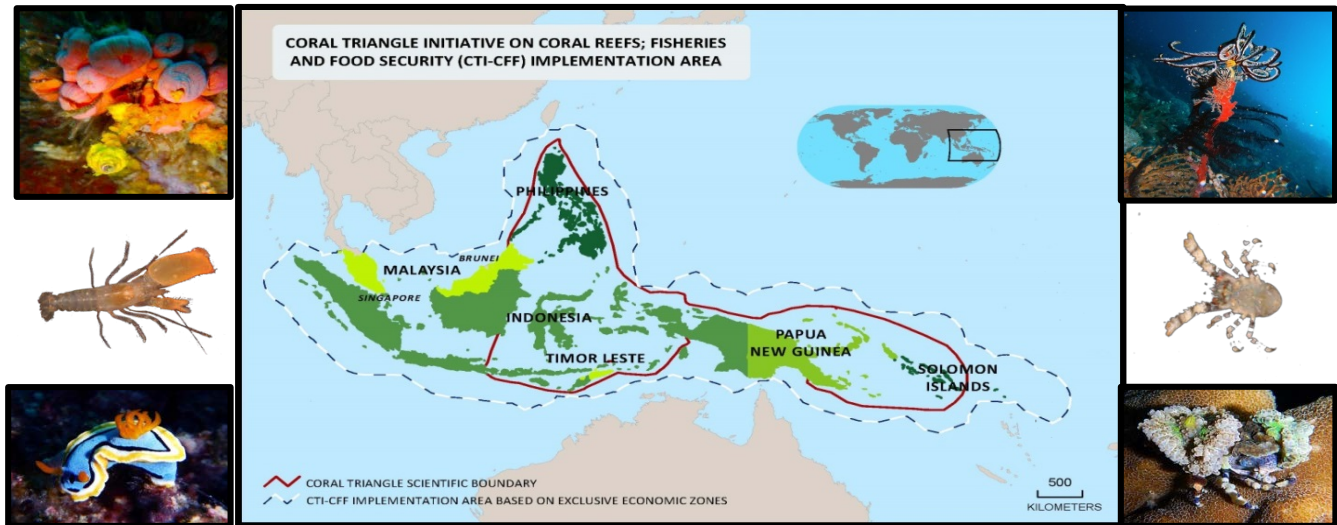 CORAL TRIANGLE INITIATIVE ON CORAL REEFS; FISHERIES
AND FOOD SECURITY (CTI-CFF) IMPLEMENTATION AREA
PHILIPPINES
BRUNEI
MALAYSIA
SINGAPORE
INDONESIA
PAPUA
NEW GUINEA
TIMOR LESTE
SOLOMON
ISLANDS
CORAL TRIANGLE SCIENTIFIC BOUNDARY
CTI-CFF IMPLEMENTATION AREA BASED ON EXCLUSIVE ECONOMIC ZONES
500
KILOMETERS